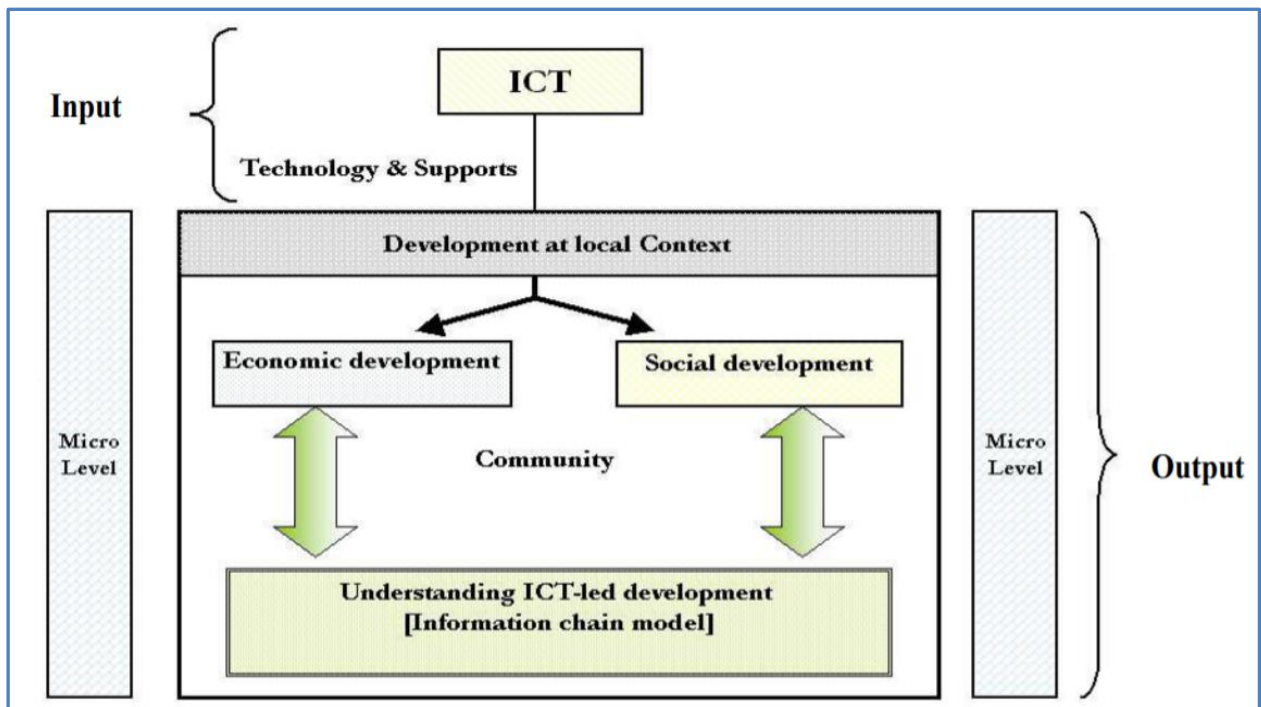 ICT
Input
Technology & Supports
Development at local Context
Economic development
Social development
Micro
Level
Community
Micro
Level
Output
Understanding ICT-led development
[Information chain model]